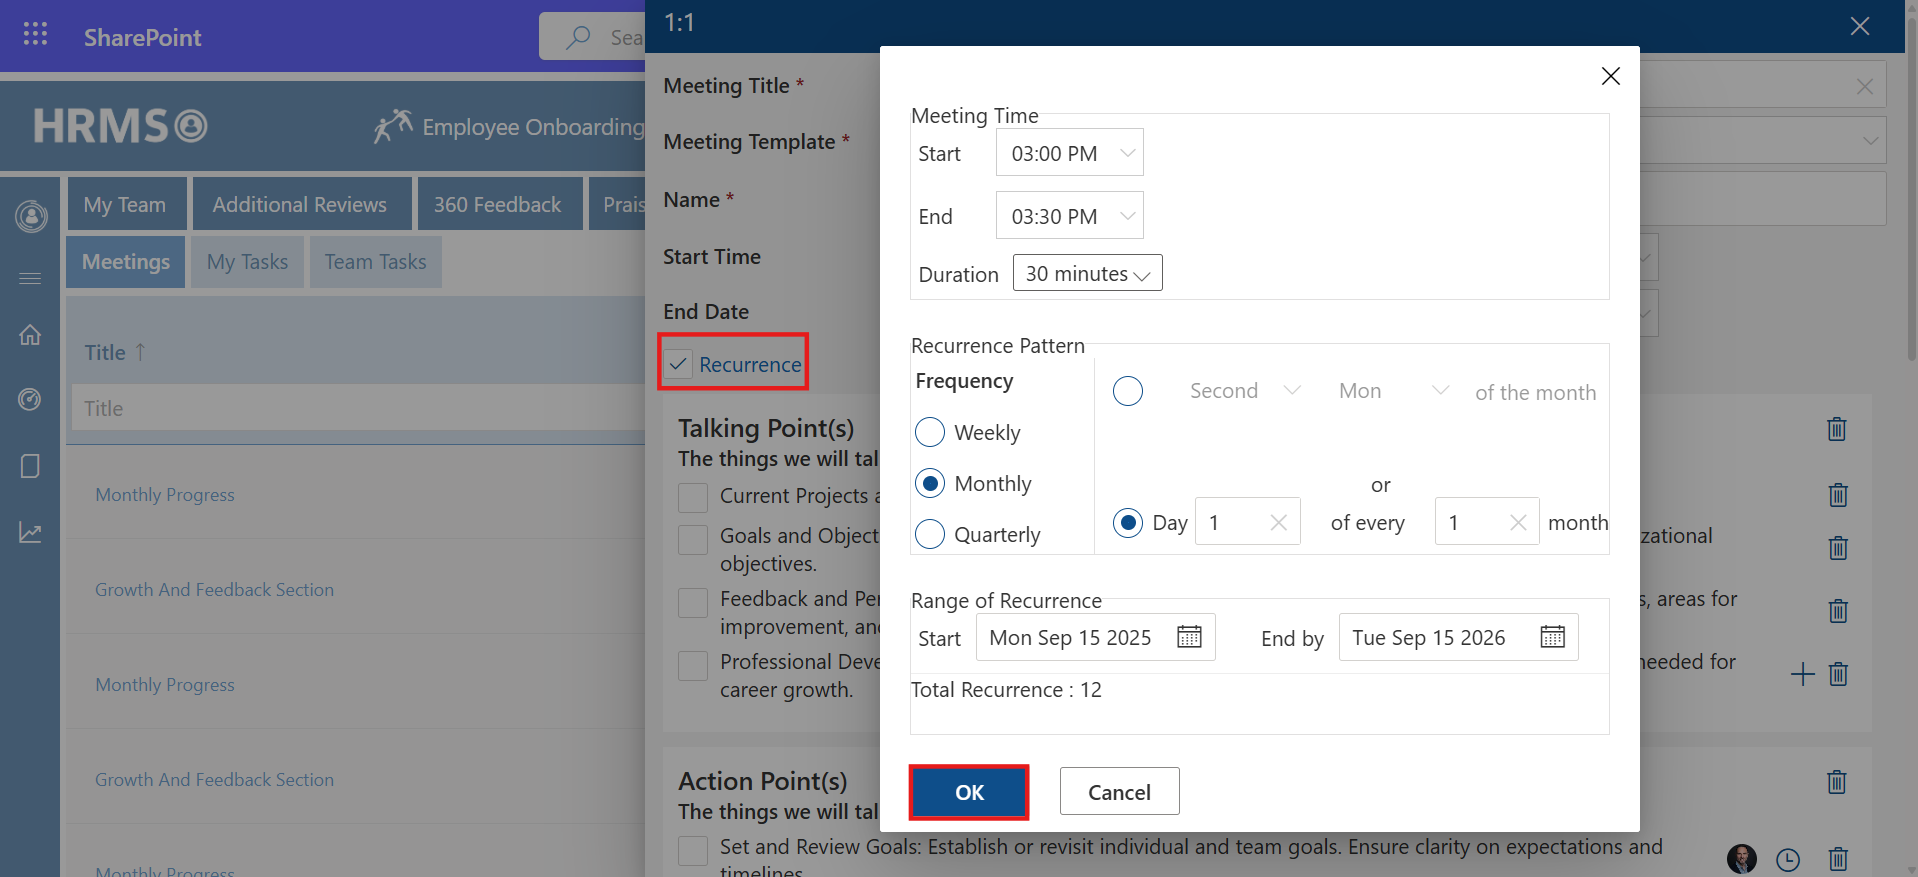 SharePoint
Sea
1:1
HRMS
Employee Onboarding
My Team
Additional Reviews
360 Feedback
Prais
Meetings
My Tasks
Team Tasks
Title ↑
Title
Monthly Progress
Growth And Feedback Section
Monthly Progress
Growth And Feedback Section
Monthly Progress
Meeting Title *
Meeting Template *
Name *
Start Time
End Date
Recurrence
Talking Point(s)
The things we will tal
Current Projects a
Goals and Object
zational
objectives.
Feedback and Per
s, areas for
improvement, and
Professional Deve
needed for
career growth.
Action Point(s)
The things we will tal
Set and Review Goals: Establish or revisit individual and team goals. Ensure clarity on expectations and
timelines
Meeting Time
Start 03:00 PM
End 03:30 PM
Duration 30 minutes
Recurrence Pattern
Frequency
Weekly
Monthly
Quarterly
Second Mon of the month
or
Day 1 of every 1 month
Range of Recurrence
Start Mon Sep 15 2025 End by Tue Sep 15 2026
Total Recurrence : 12
OK Cancel